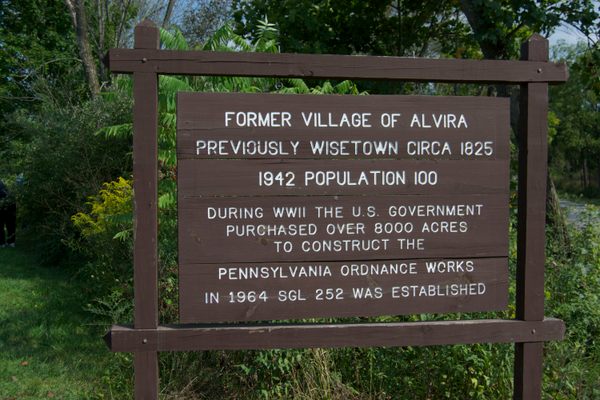 FORMER VILLAGE OF ALVIRA
PREVIOUSLY WISETOWN CIRCA 1825
1942 POPULATION 100
DURING WWII THE U.S. GOVERNMENT
PURCHASED OVER 8000 ACRES
TO CONSTRUCT THE
PENNSYLVANIA ORDNANCE WORKS
IN 1964 SGL 252 WAS ESTABLISHED